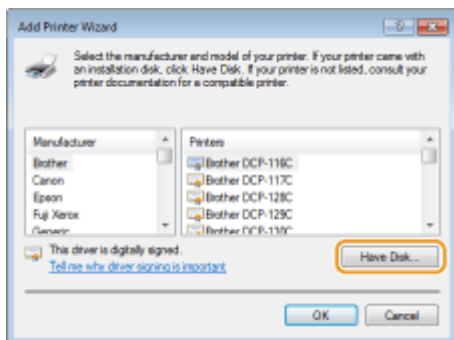 Add Printer Wizard
Select the manufacturer and model of your printer. If your printer came with
an installation disk, click Have Disk. If your printer is not listed, consult your
printer documentation for a compatible printer.
Manufacturer
Brother
Canon
Epson
Fuji Xerox
Generic
Printers
Brother DCP-116C
Brother DCP-117C
Brother DCP-128C
Brother DCP-129C
Brother DCP-130C
This driver is digitally signed.
Tell me why driver signing is important
Have Disk...
OK
Cancel